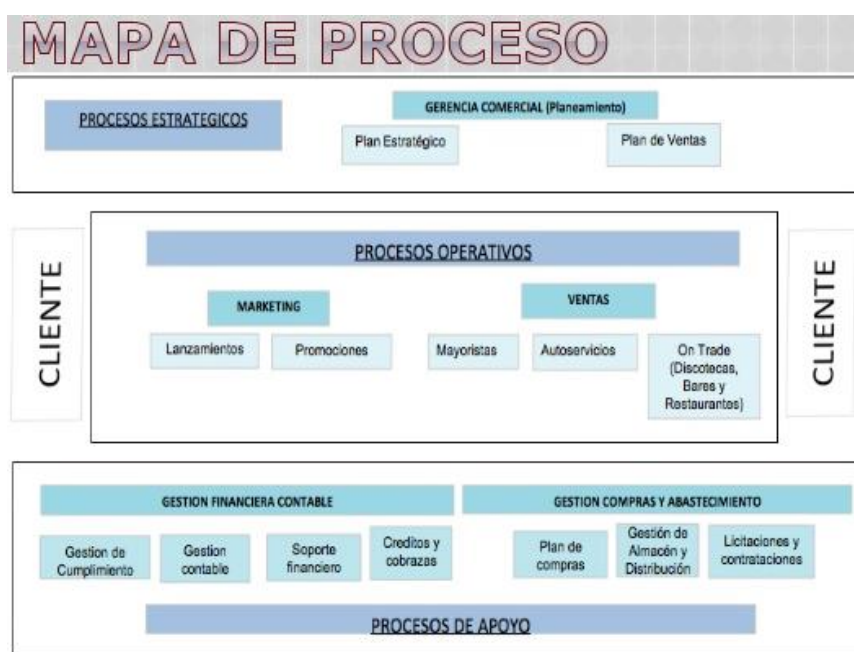 MAPA DE PROCESO
PROCESOS ESTRATEGICOS
GERENCIA COMERCIAL (Planeamiento)
Plan Estratégico
Plan de Ventas
CLIENTE
PROCESOS OPERATIVOS
MARKETING
VENTAS
Lanzamientos
Promociones
Mayoristas
Autoservicios
On Trade
(Discotecas,
Bares y
Restaurantes)
CLIENTE
GESTION FINANCIERA CONTABLE
GESTION COMPRAS Y ABASTECIMIENTO
Gestion de
Cumplimiento
Gestion
contable
Soporte
financiero
Creditos y
cobrazas
Plan de
compras
Gestión de
Almacén y
Distribución
Licitaciones y
contrataciones
PROCESOS DE APOYO